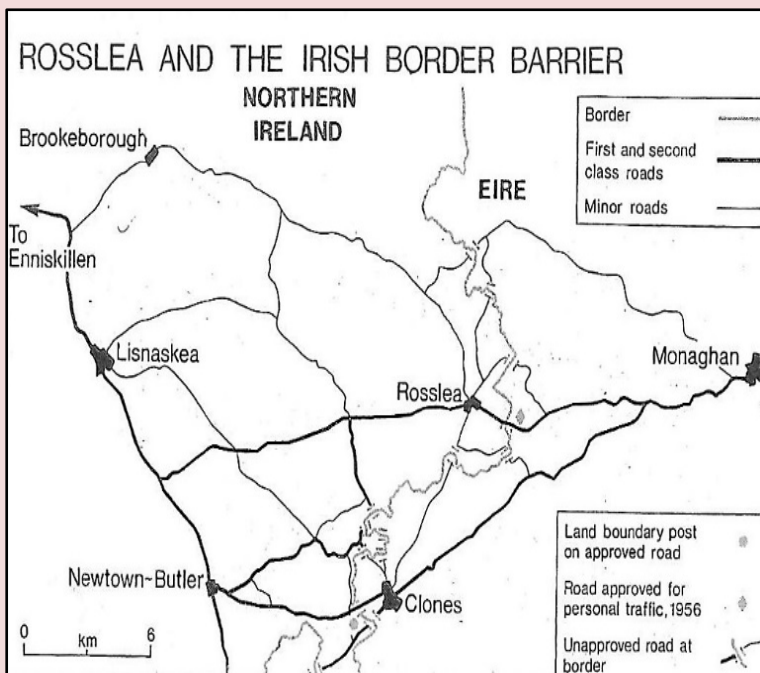 ROSSLEA AND THE IRISH BORDER BARRIER
NORTHERN
IRELAND
Brookeborough
Border
First and second
class roads
Minor roads
EIRE
To
Enniskillen
Lisnaskea
Monaghan
Rosslea
Land boundary post
on approved road
Road approved for
personal traffic, 1956
Unapproved road at
border
Newtown-Butler
Clones
0 km 6